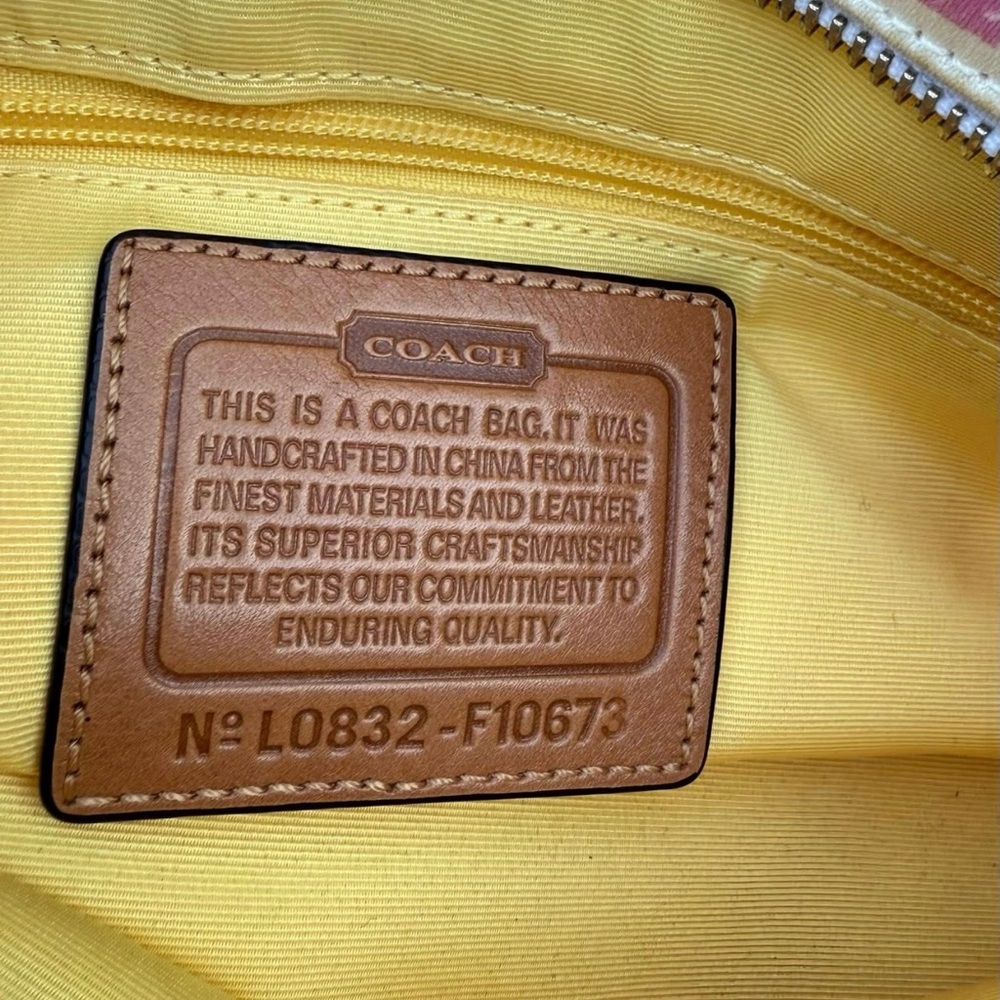 COACH
THIS IS A COACH BAG. IT WAS
HANDCRAFTED IN CHINA FROM THE
FINEST MATERIALS AND LEATHER.
ITS SUPERIOR CRAFTSMANSHIP
REFLECTS OUR COMMITMENT TO
ENDURING QUALITY.
Nº L0832-F10673